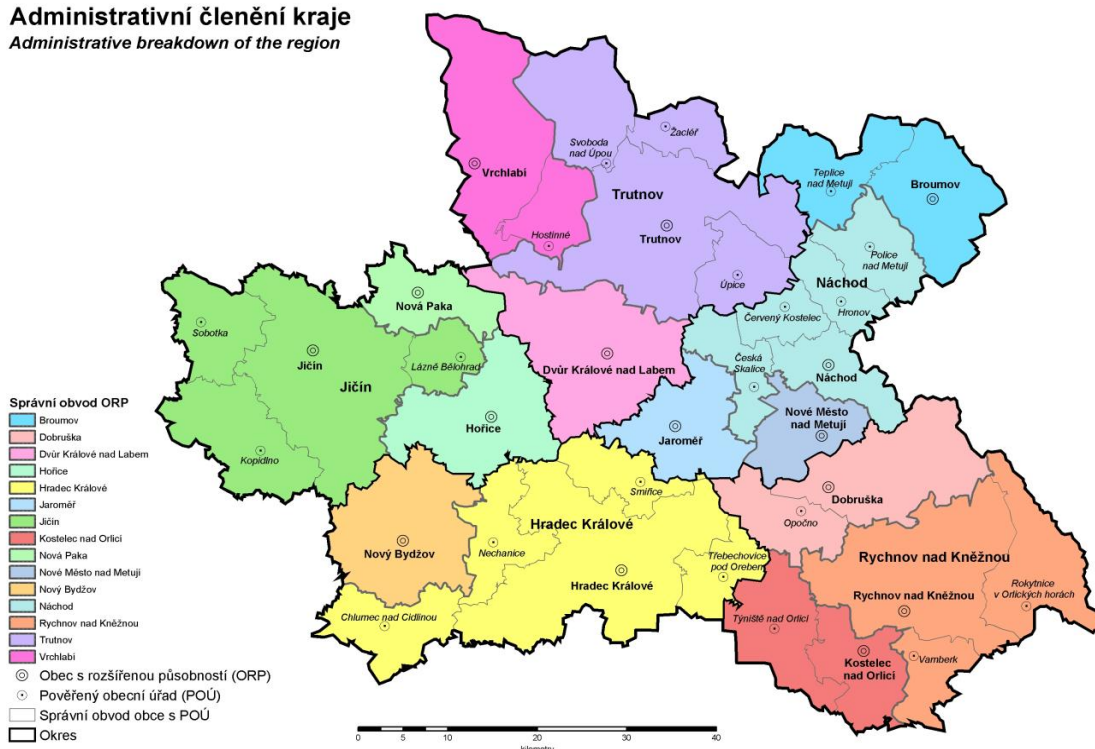 Administrativní členění kraje
Administrative breakdown of the region
Žacléř
Svoboda
nad Úpou
Vrchlabí
Teplice
nad Metují
Broumov
Trutnov
Trutnov
Hostinné
Police
nad Metují
Úpice
Náchod
Nová Paka
Červený Kostelec
Hronov
Sobotka
Jičín
Lázně Bělohrad
Dvůr Králové nad Labem
Česká
Skalice
Náchod
Jičín
Nové Město
nad Metují
Hořice
Jaroměř
Kopidlno
Smiřice
Dobruška
Opočno
Hradec Králové
Nový Bydžov
Nechanice
Třebechovice
pod Orebem
Rychnov nad Kněžnou
Hradec Králové
Rokytnice
v Orlických horách
Rychnov nad Kněžnou
Chlumec nad Cidlinou
Týniště nad Orlicí
Kostelec
nad Orlicí
Vamberk
Správní obvod ORP
Broumov
Dobruška
Dvůr Králové nad Labem
Hořice
Hradec Králové
Jaroměř
Jičín
Kostelec nad Orlicí
Nová Paka
Nové Město nad Metují
Nový Bydžov
Náchod
Rychnov nad Kněžnou
Trutnov
Vrchlabí
Obec s rozšířenou působností (ORP)
Pověřený obecní úřad (POÚ)
Správní obvod obce s POÚ
Okres
0 5 10 20 30 40
kilometry